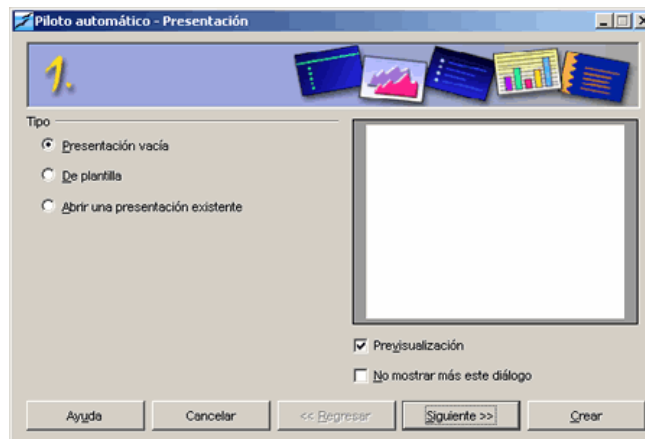 Piloto automático - Presentación
1.
Tipo
Presentación vacía
De plantilla
Abrir una presentación existente
Previsualización
No mostrar más este diálogo
Ayuda
Cancelar
<< Regresar
Siguiente >>
Crear